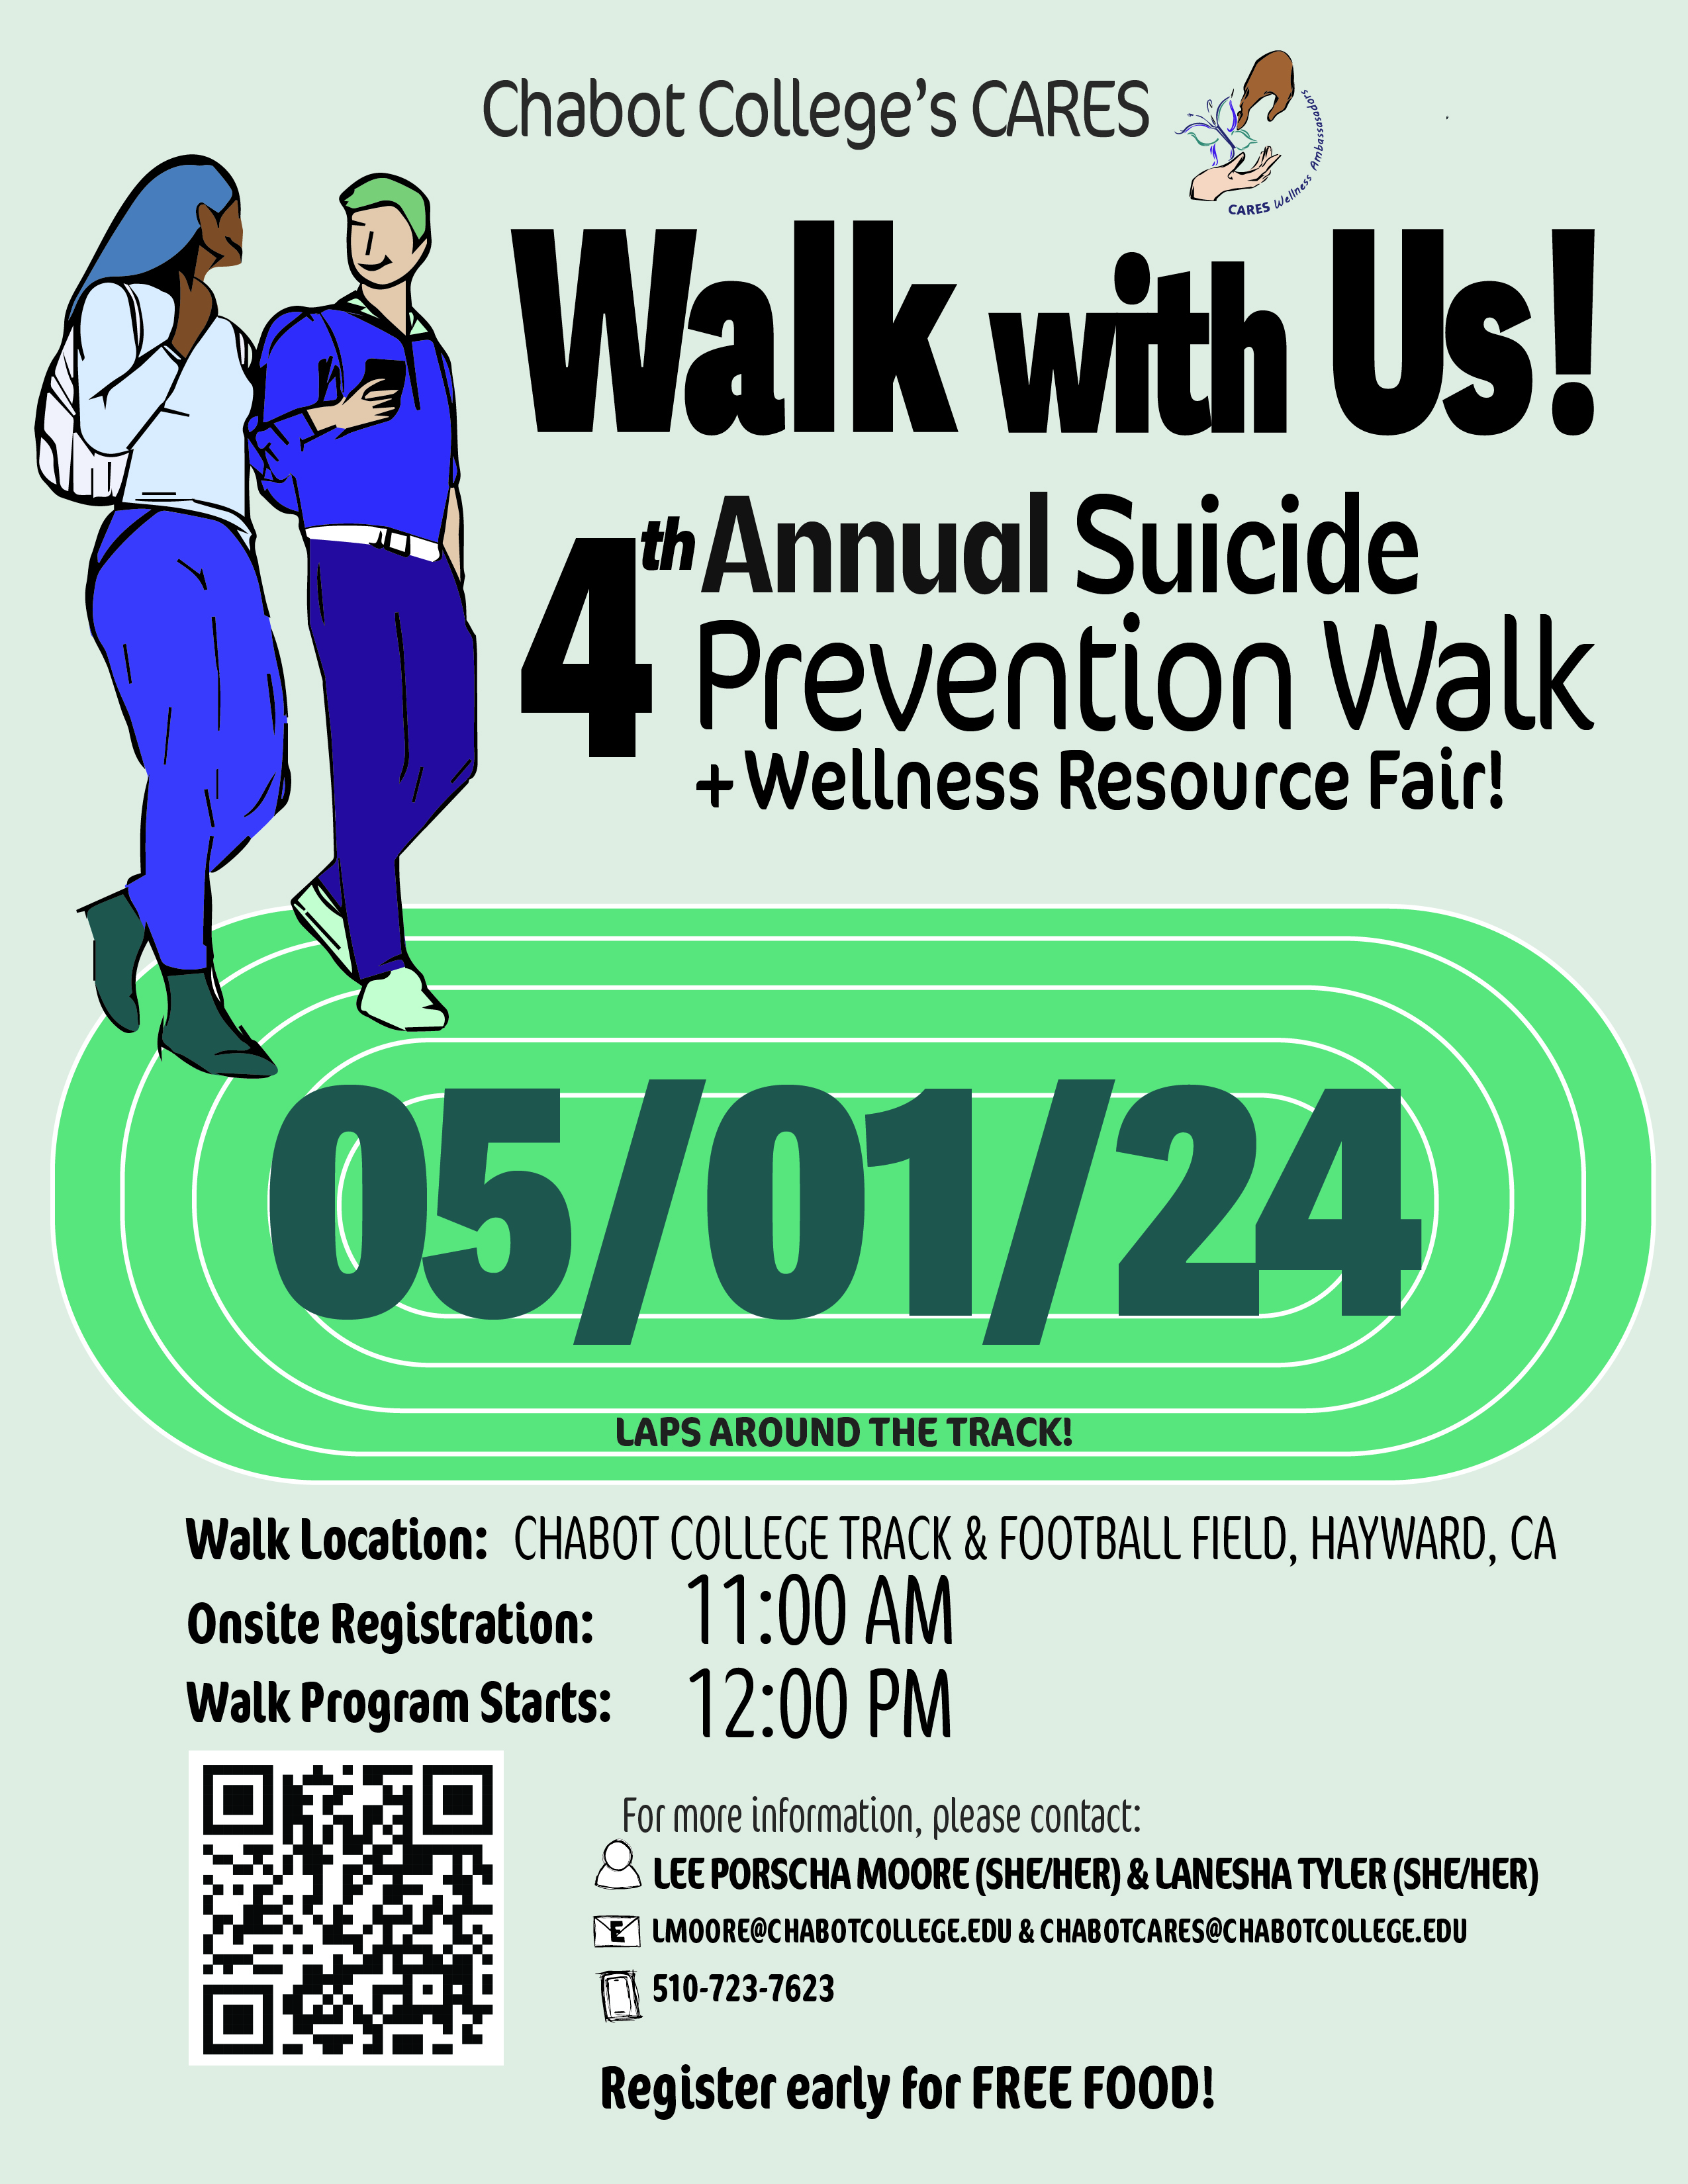 Chabot College's CARES
CARES Wellness Ambassasadors
Walk with Us!
4th Annual Suicide
Prevention Walk
+Wellness Resource Fair!
05/01/24
LAPS AROUND THE TRACK!
Walk Location: CHABOT COLLEGE TRACK & FOOTBALL FIELD, HAYWARD, CA
Onsite Registration: 11:00 AM
Walk Program Starts: 12:00 PM
For more information, please contact:
LEE PORSCHA MOORE (SHE/HER) & LANESHA TYLER (SHE/HER)
E LMOORE@CHABOTCOLLEGE.EDU & CHABOTCARES@CHABOTCOLLEGE.EDU
510-723-7623
Register early for FREE FOOD!